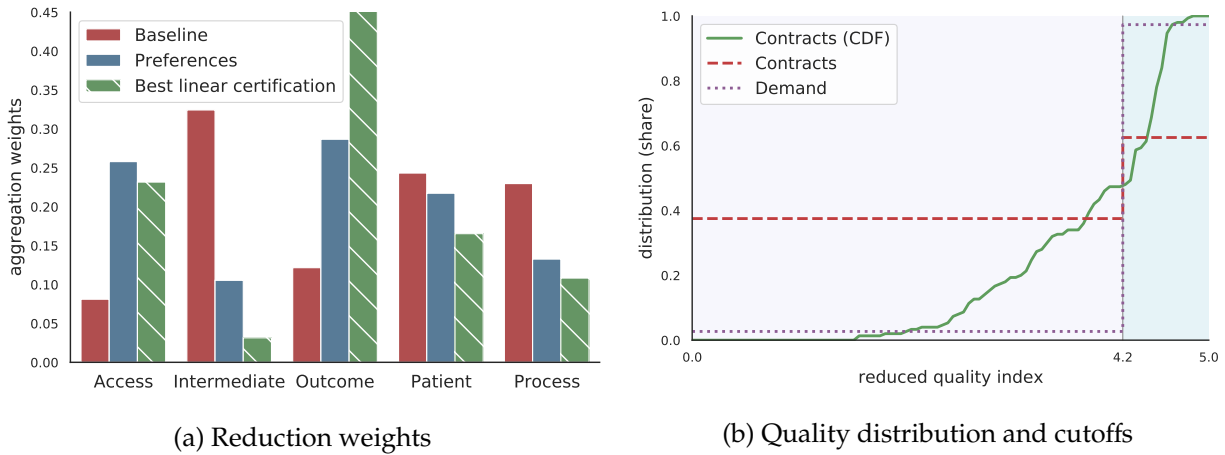 0.45
0.40
0.35
0.30
0.25
0.20
0.15
0.10
0.05
0.00
aggregation weights
Baseline
Preferences
Best linear certification
Access Intermediate Outcome Patient Process
(a) Reduction weights
1.0
0.8
0.6
0.4
0.2
0.0
distribution (share)
Contracts (CDF)
Contracts
Demand
0.0 4.2 5.0
reduced quality index
(b) Quality distribution and cutoffs